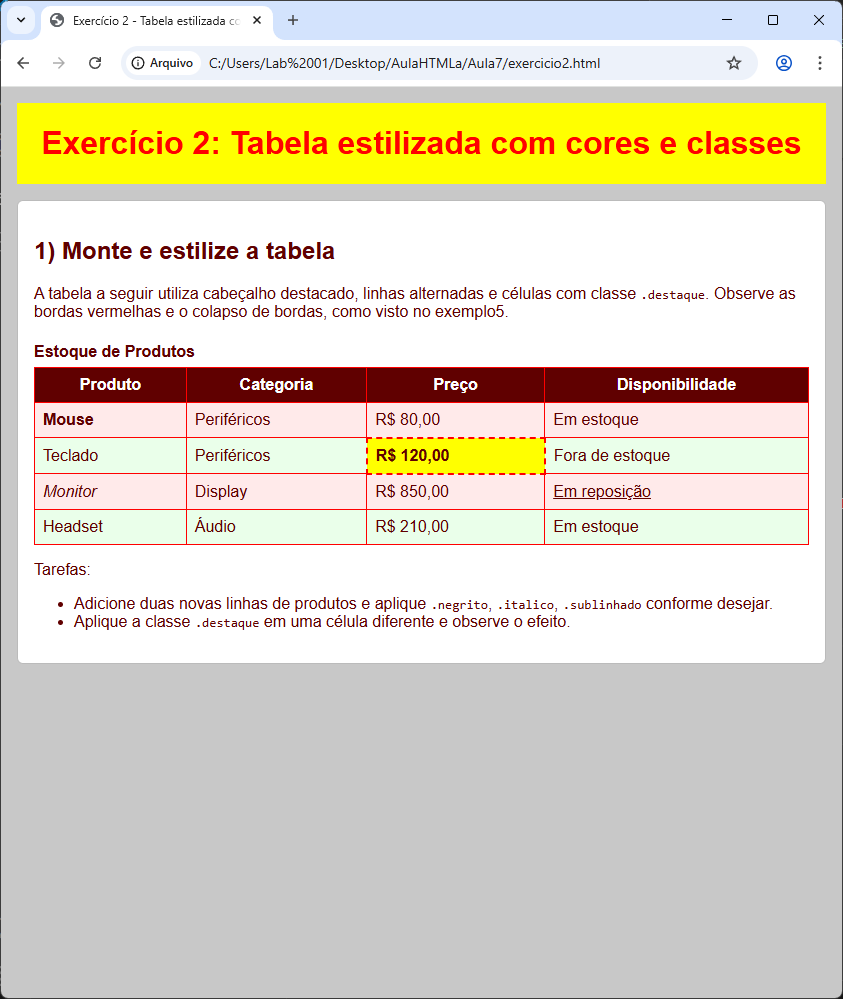 Exercício 2 - Tabela estilizada co
Arquivo
C:/Users/Lab%2001/Desktop/AulaHTMLa/Aula7/exercicio2.html
Exercício 2: Tabela estilizada com cores e classes
1) Monte e estilize a tabela
A tabela a seguir utiliza cabeçalho destacado, linhas alternadas e células com classe .destaque. Observe as
bordas vermelhas e o colapso de bordas, como visto no exemplo5.
Estoque de Produtos
Produto Categoria Preço Disponibilidade
Mouse Periféricos R$ 80,00 Em estoque
Teclado Periféricos R$ 120,00 Fora de estoque
Monitor Display R$ 850,00 Em reposição
Headset Áudio R$ 210,00 Em estoque
Tarefas:
• Adicione duas novas linhas de produtos e aplique .negrito, .italico, .sublinhado conforme desejar.
• Aplique a classe .destaque em uma célula diferente e observe o efeito.